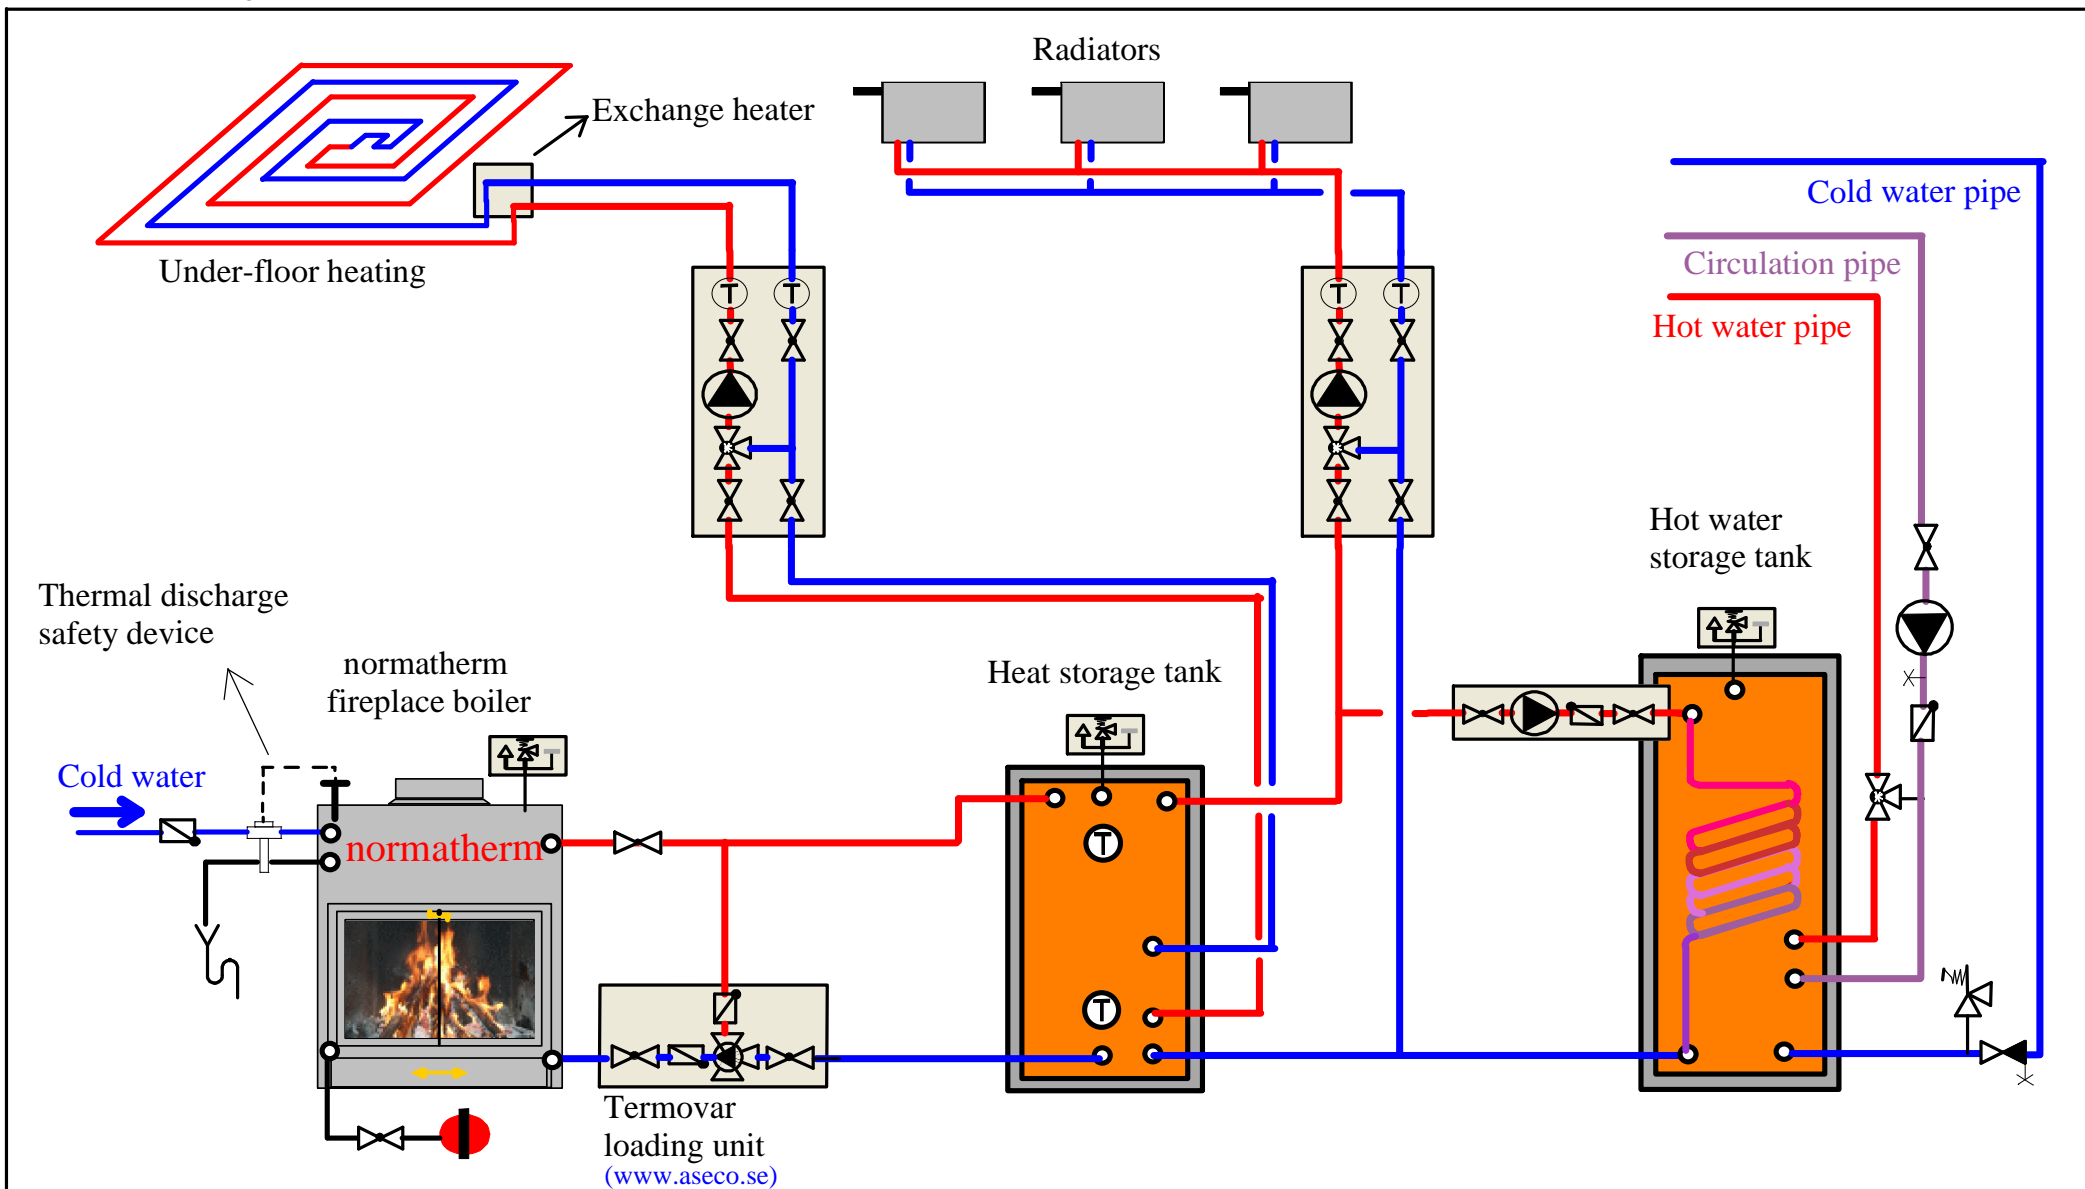 Radiators
Exchange heater
Cold water pipe
Under-floor heating
Circulation pipe
Hot water pipe
T
T
T
T
Hot water
storage tank
Thermal discharge
safety device
normatherm
fireplace boiler
Heat storage tank
Cold water
normatherm
T
T
Termovar
loading unit
(www.aseco.se)